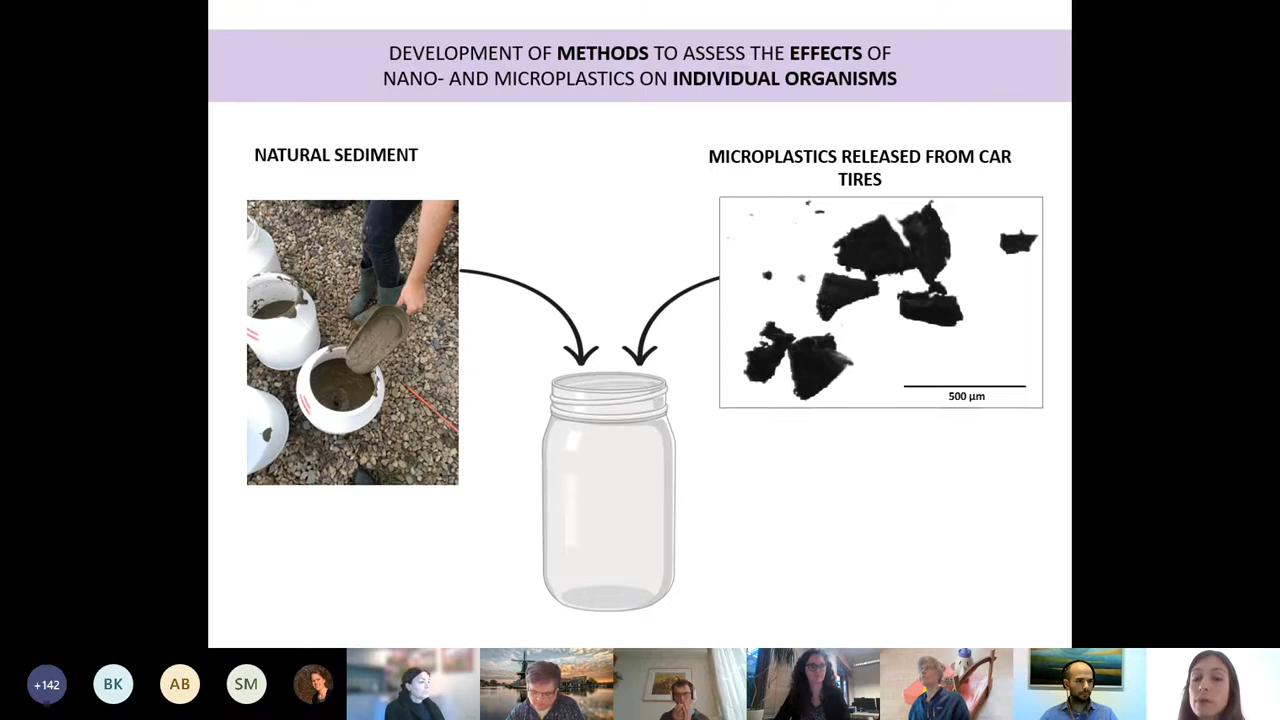 DEVELOPMENT OF METHODS TO ASSESS THE EFFECTS OF
NANO- AND MICROPLASTICS ON INDIVIDUAL ORGANISMS
NATURAL SEDIMENT
MICROPLASTICS RELEASED FROM CAR
TIRES
500 µm
+142
BK
AB
SM